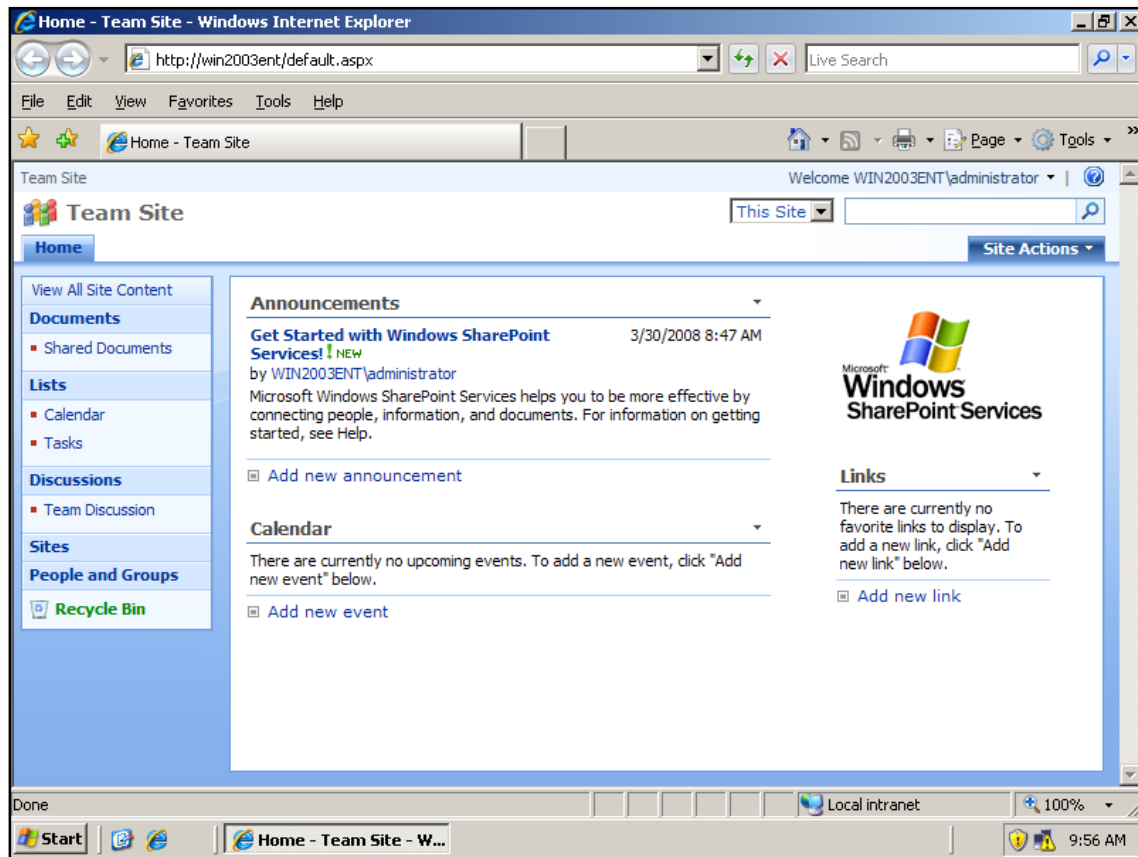 Home - Team Site - Windows Internet Explorer
http://win2003ent/default.aspx
Live Search
File Edit View Favorites Tools Help
Home - Team Site
Page Tools
Team Site
Welcome WIN2003ENT\administrator
Team Site
This Site
Home
Site Actions
View All Site Content
Documents
Shared Documents
Lists
Calendar
Tasks
Discussions
Team Discussion
Sites
People and Groups
Recycle Bin
Announcements
Get Started with Windows SharePoint
3/30/2008 8:47 AM
Services! NEW
by WIN2003ENT\administrator
Microsoft Windows SharePoint Services helps you to be more effective by
connecting people, information, and documents. For information on getting
started, see Help.
Add new announcement
Calendar
There are currently no upcoming events. To add a new event, click "Add
new event" below.
Add new event
Microsoft
Windows
SharePoint Services
Links
There are currently no
favorite links to display. To
add a new link, click "Add
new link" below.
Add new link
Done
Local intranet
100%
Start
Home - Team Site - W...
9:56 AM